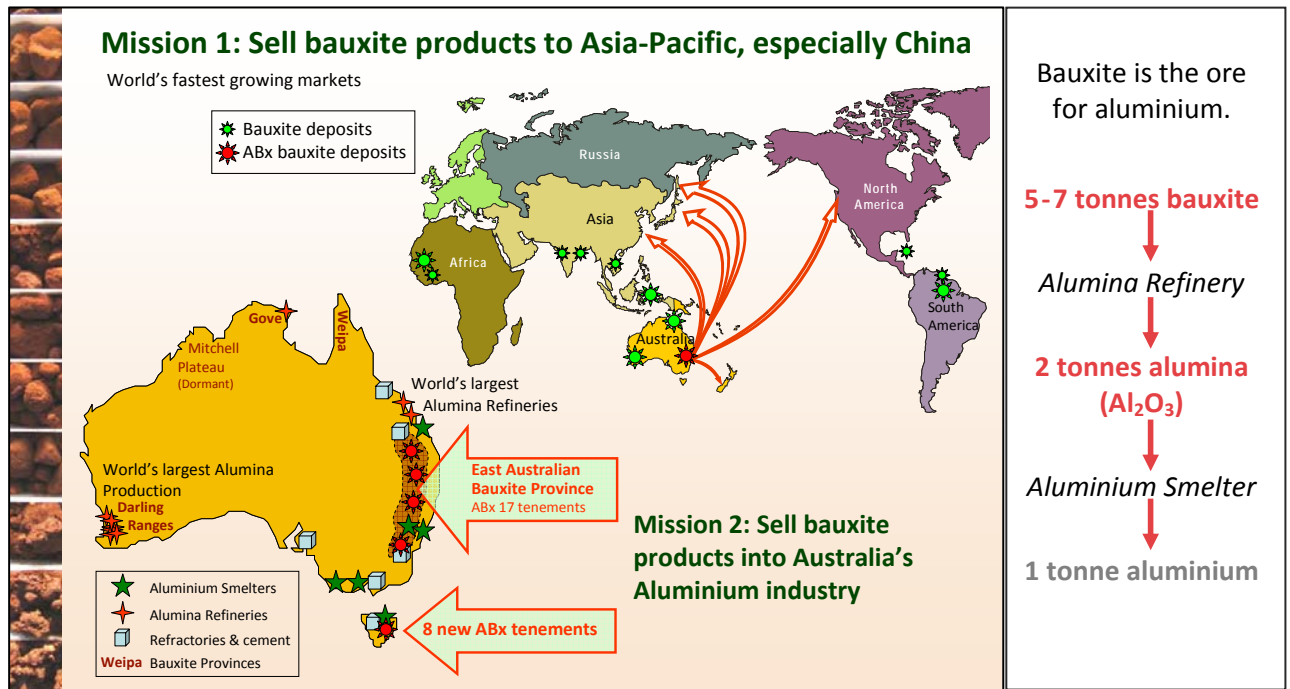 Mission 1: Sell bauxite products to Asia-Pacific, especially China
World's fastest growing markets
Bauxite deposits
ABx bauxite deposits
Russia
Asia
Africa
North
America
South
America
Australia
Gove
Weipa
Mitchell
Plateau
(Dormant)
World's largest
Alumina Refineries
World's largest Alumina
Production
Darling
Ranges
East Australian
Bauxite Province
ABx 17 tenements
Mission 2: Sell bauxite
products into Australia's
Aluminium industry
8 new ABx tenements
Aluminium Smelters
Alumina Refineries
Refractories & cement
Weipa Bauxite Provinces
Bauxite is the ore
for aluminium.
5-7 tonnes bauxite
Alumina Refinery
2 tonnes alumina
(Al₂O₃)
Aluminium Smelter
1 tonne aluminium